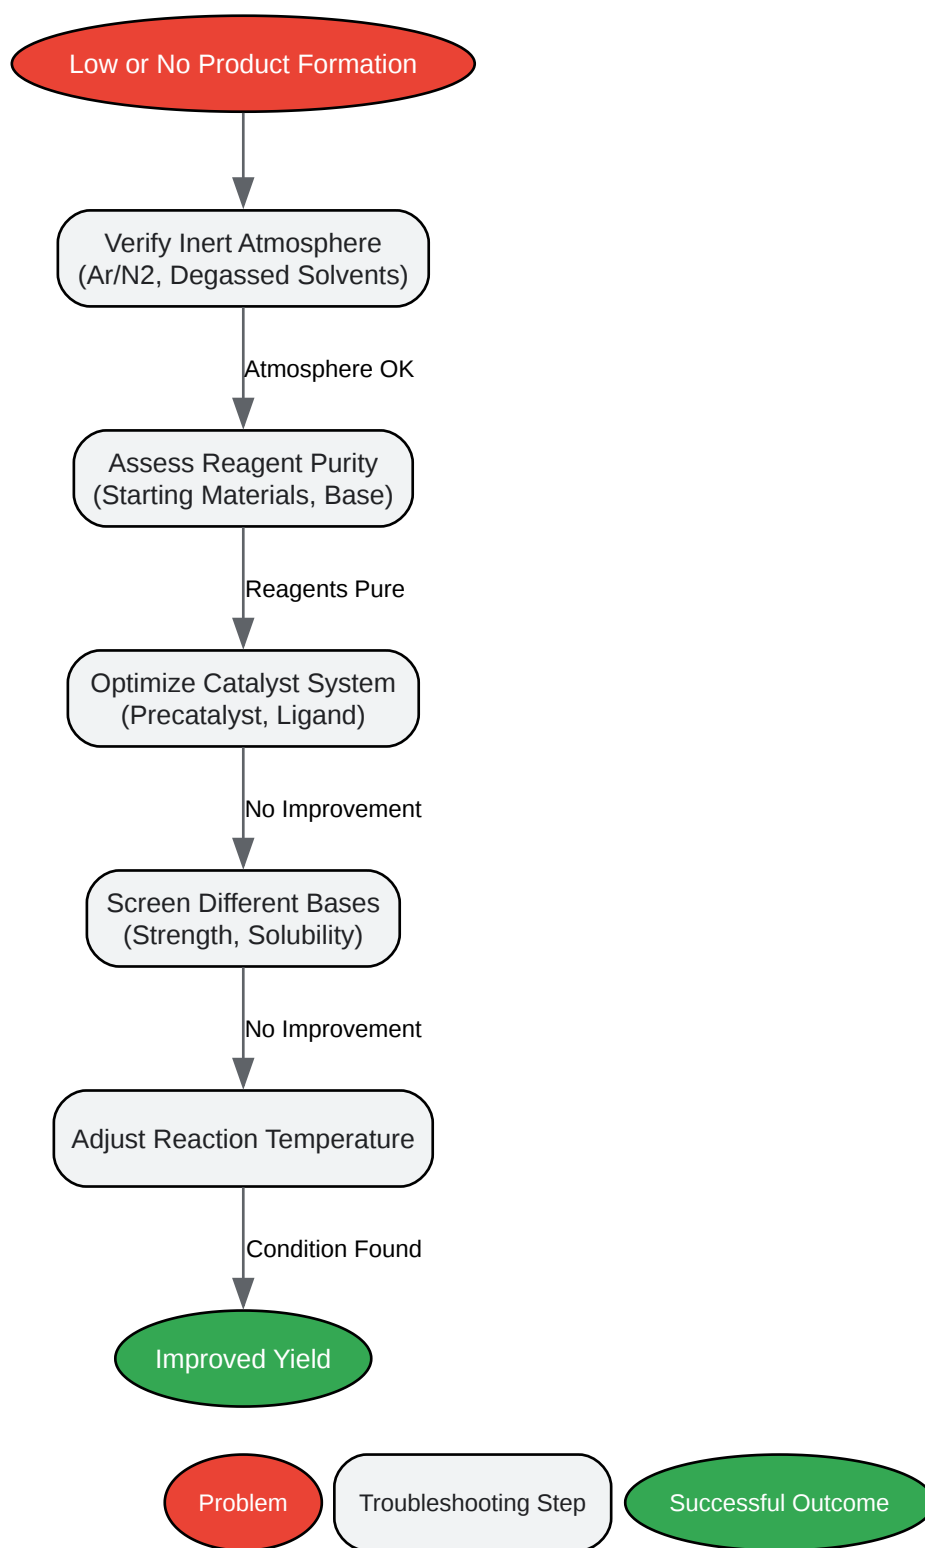 Low or No Product Formation
Verify Inert Atmosphere
(Ar/N2, Degassed Solvents)
Atmosphere OK
Assess Reagent Purity
(Starting Materials, Base)
Reagents Pure
Optimize Catalyst System
(Precatalyst, Ligand)
No Improvement
Screen Different Bases
(Strength, Solubility)
No Improvement
Adjust Reaction Temperature
Condition Found
Improved Yield
Problem
Troubleshooting Step
Successful Outcome